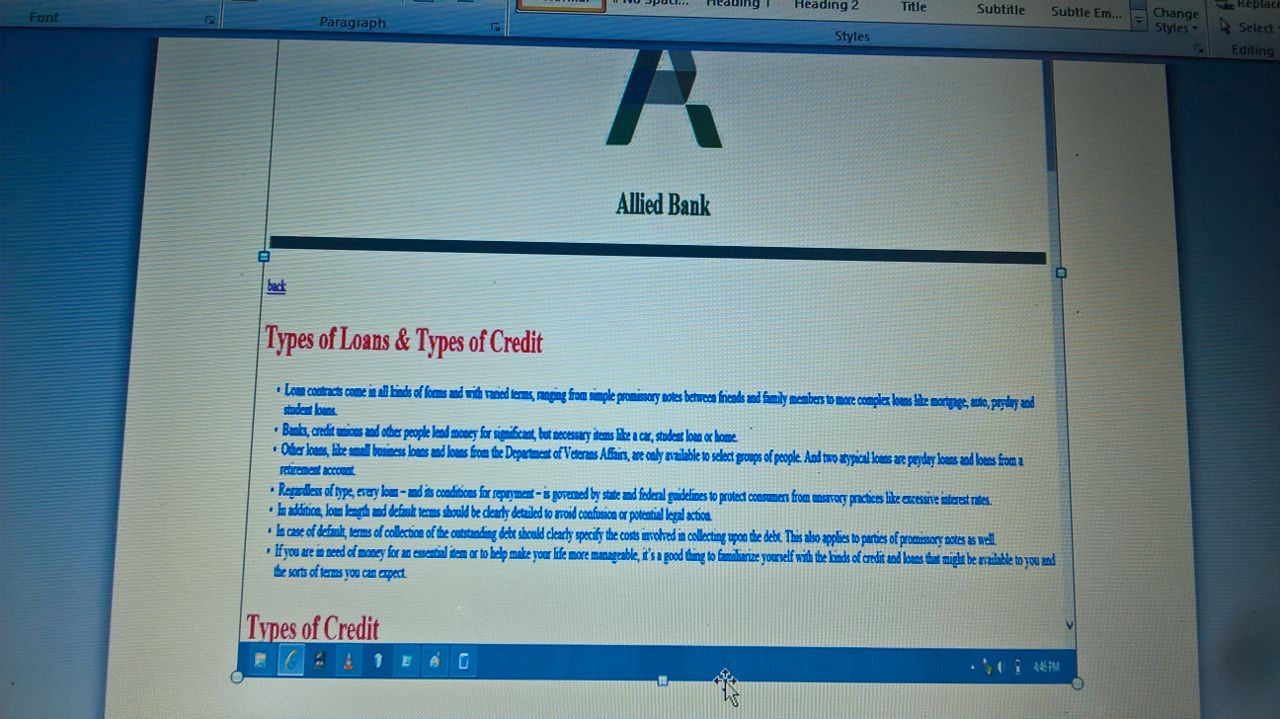 Font
Paragraph
Heading 1
Heading 2
Title
Subtitle
Subtle Em...
Change
Styles
Styles
Replace
Select
Editing
Allied Bank
back
Types of Loans & Types of Credit
• Loan contracts come in all kinds of forms and with varied terms, ranging from simple promissory notes between friends and family members to more complex loans like mortgage, auto, payday and
student loans.
• Banks, credit unions and other people lend money for significant, but necessary items like a car, student loan or home.
• Other loans, like small business loans and loans from the Department of Veterans Affairs, are only available to select groups of people. And two atypical loans are payday loans and loans from a
retirement account.
• Regardless of type, every loan – and its conditions for repayment – is governed by state and federal guidelines to protect consumers from unsavory practices like excessive interest rates.
• In addition, loan length and default terms should be clearly detailed to avoid confusion or potential legal action.
• In case of default, terms of collection of the outstanding debt should clearly specify the costs involved in collecting upon the debt. This also applies to parties of promissory notes as well.
• If you are in need of money for an essential item or to help make your life more manageable, it's a good thing to familiarize yourself with the kinds of credit and loans that might be available to you and
the sorts of terms you can expect.
Types of Credit
4:46 PM